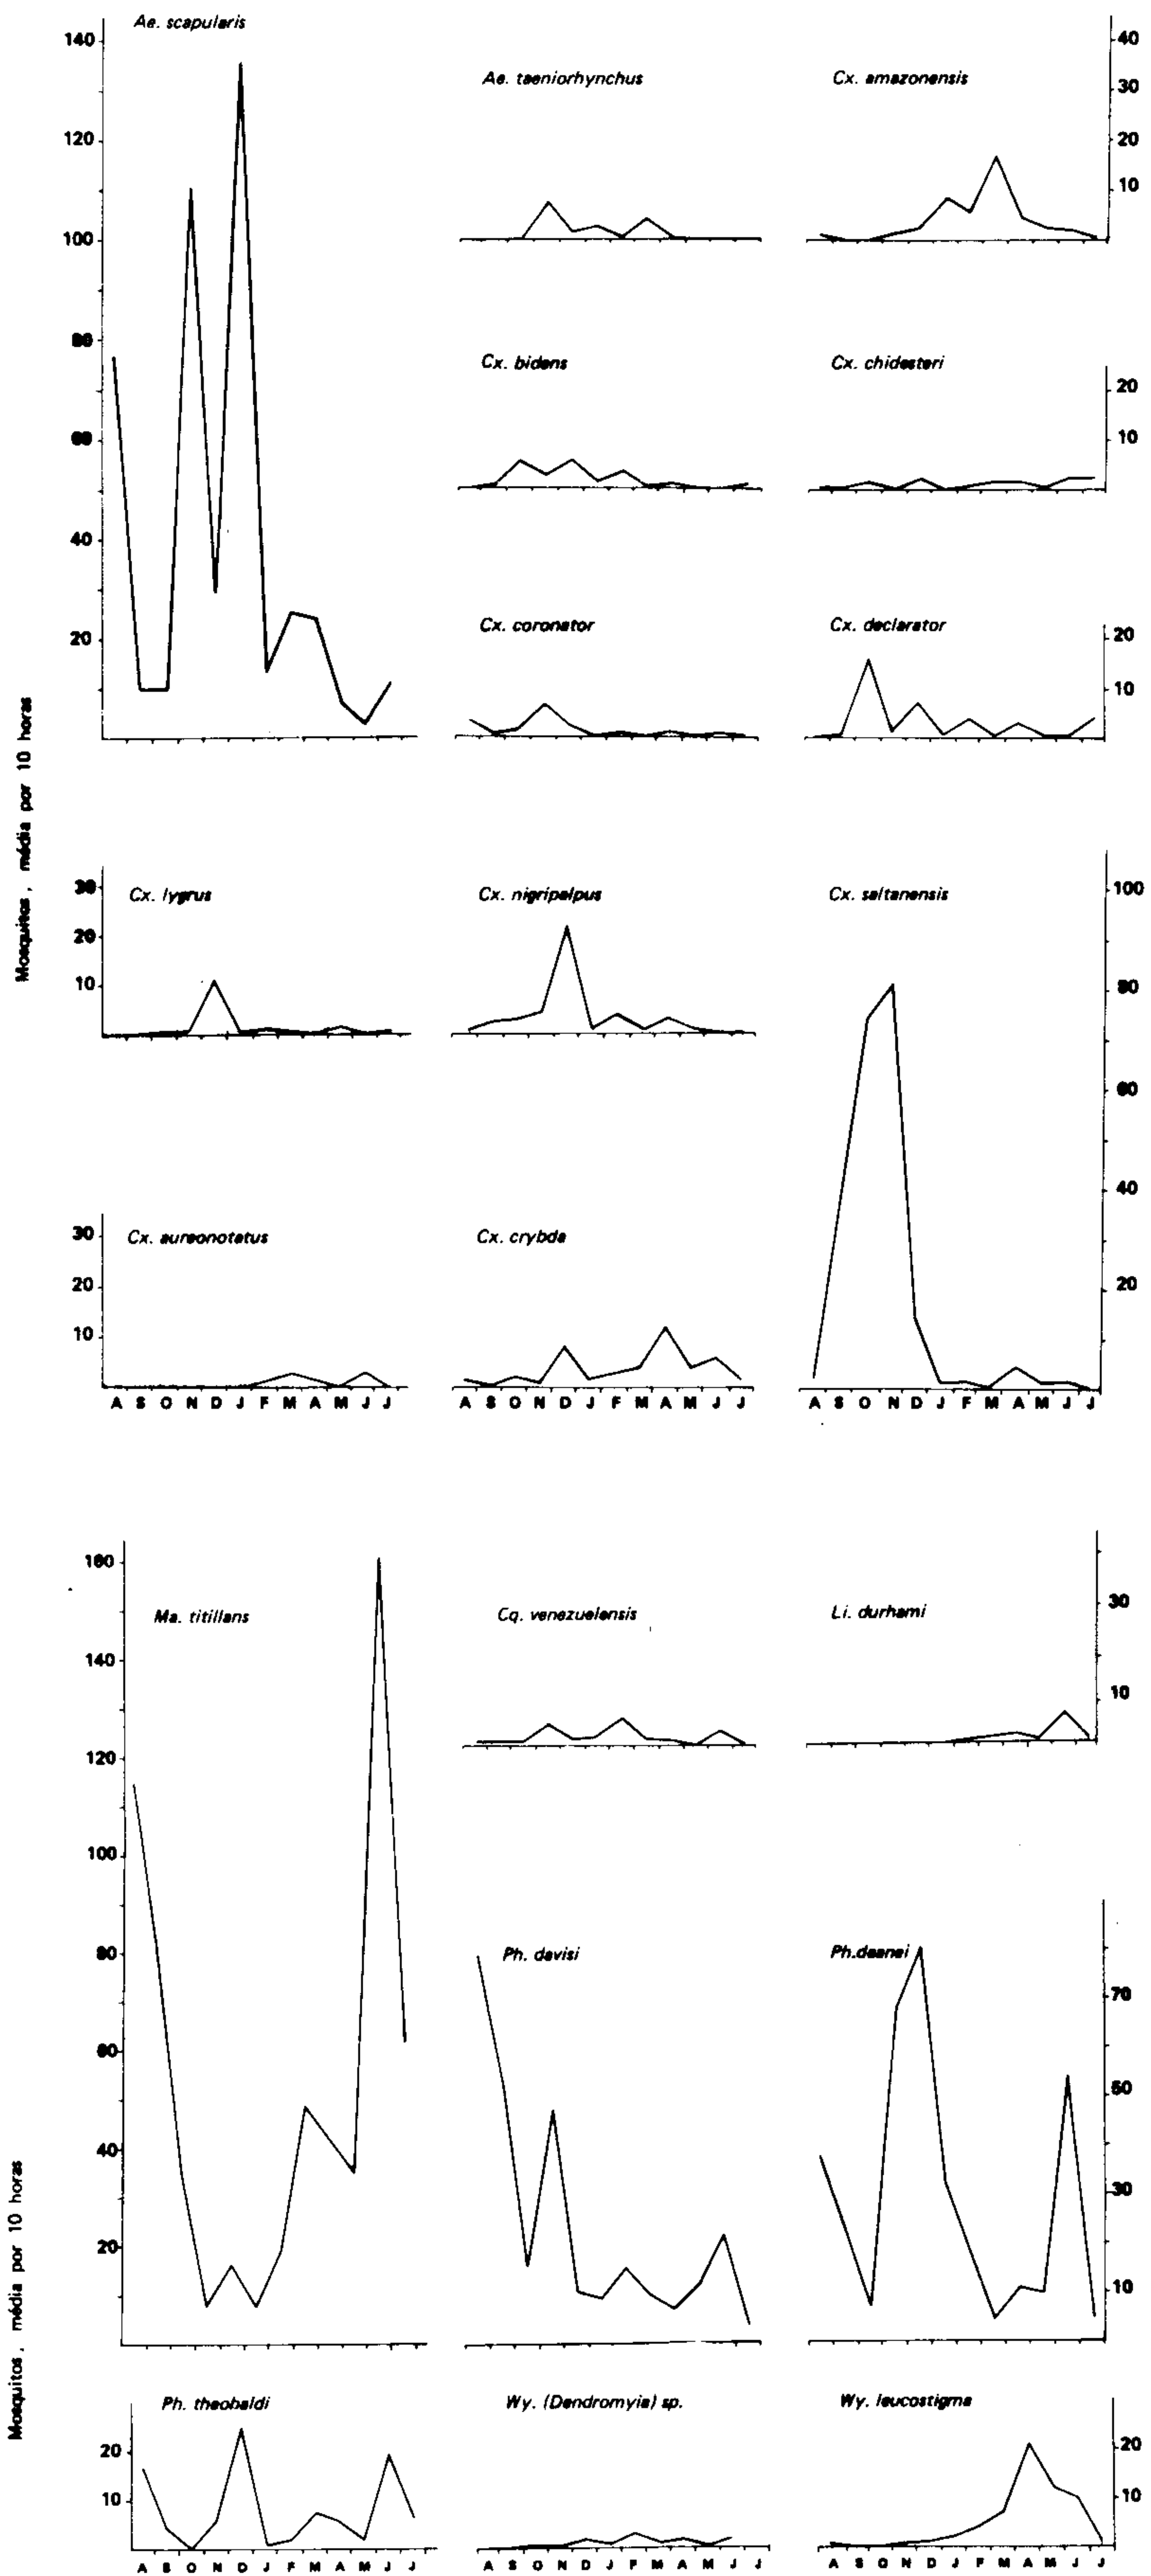 Ae. scapularis
140
120
100
80
60
40
20
Ae. taeniorhynchus
Cx. amazonensis
40
30
20
10
Cx. bidens
Cx. chidesteri
20
10
Cx. coronator
Cx. declarator
20
10
Mosquitos, média por 10 horas
30
20
10
Cx. lygrus
Cx. nigripalpus
Cx. saltanensis
100
80
60
40
20
30
20
10
Cx. aureonotatus
Cx. crybda
A S O N D J F M A M J J
A S O N D J F M A M J J
A S O N D J F M A M J J
160
140
120
100
80
60
40
20
Ma. titillans
Cq. venezuelensis
Li. durhami
30
10
Ph. davisi
Ph. deanei
70
50
30
10
Mosquitos, média por 10 horas
Ph. theobaldi
20
10
Wy. (Dendromyia) sp.
Wy. leucostigma
20
10
A S O N D J F M A M J J
A S O N D J F M A M J J
A S O N D J F M A M J J